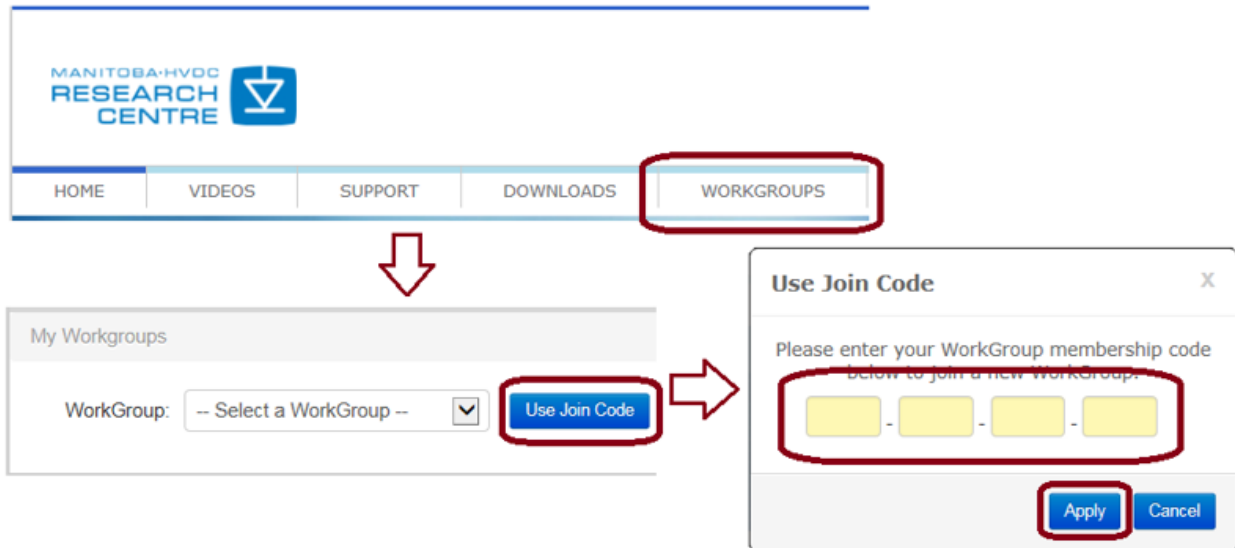 MANITOBA·HVDC
RESEARCH
CENTRE
HOME VIDEOS SUPPORT DOWNLOADS WORKGROUPS
My Workgroups
WorkGroup: -- Select a WorkGroup -- Use Join Code
Use Join Code X
Please enter your WorkGroup membership code
below to join a new WorkGroup.
- - -
Apply Cancel